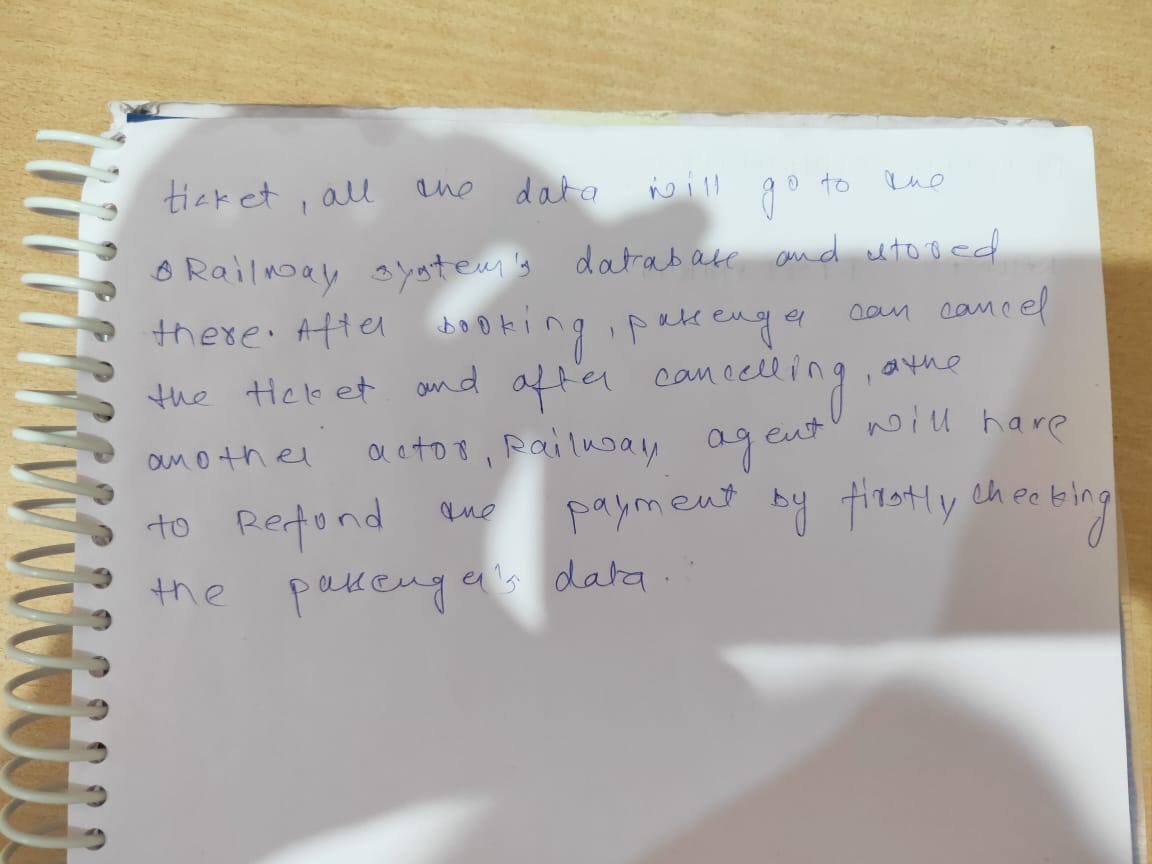 ticket, all the data will go to the
Railway system's database and stored
there. After booking, passenger can cancel
the ticket and after cancelling, the
another actor, Railway agent will have
to Refund the payment by firstly checking
the passenger's data.